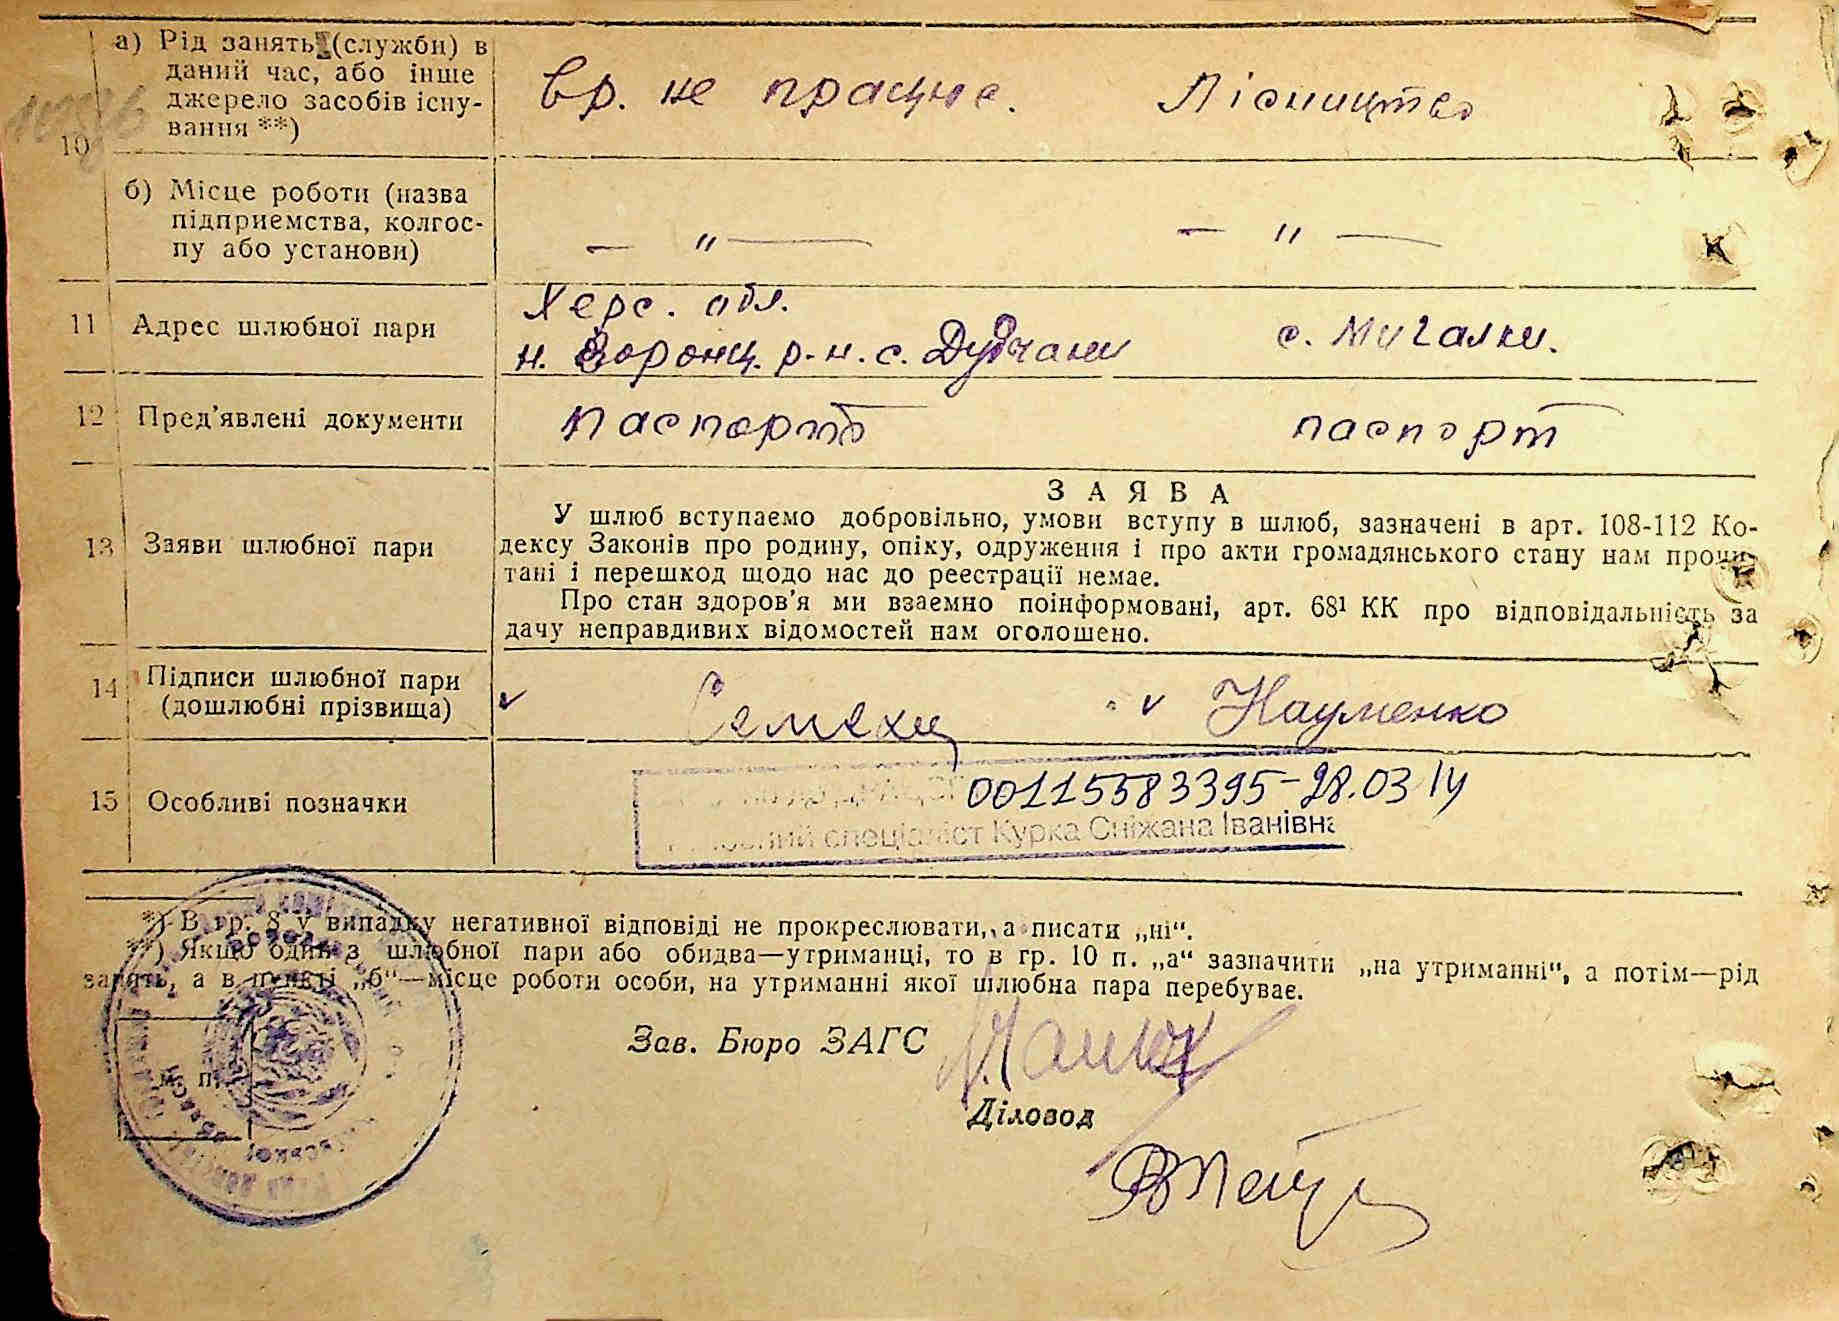 10
а) Рід занять (служби) в даний час, або інше джерело засобів існу-вання **)
вр. не працює. Лісництво
б) Місце роботи (назва підприємства, колгос-пу або установи)
— " — — " —
Херс. обл.
11 Адрес шлюбної пари
н. Воронц. р-н. с. Дудчани с. Мигалки.
12 Пред'явлені документи паспорт паспорт
ЗАЯВА
13 Заяви шлюбної пари
У шлюб вступаємо добровільно, умови вступу в шлюб, зазначені в арт. 108-112 Ко-
дексу Законів про родину, опіку, одруження і про акти громадянського стану нам прочи-
тані і перешкод щодо нас до реєстрації немає.
Про стан здоров'я ми взаємно поінформовані, арт. 68¹ КК про відповідальність за
дачу неправдивих відомостей нам оголошено.
14 Підписи шлюбної пари
(дошлюбні прізвища)
Науменко
15 Особливі позначки
00115583395-28.03 14
спеціаліст Курка Сніжана Іванівна
*) В гр. 8 у випадку негативної відповіді не прокреслювати, а писати „ні“.
**) Якщо один з шлюбної пари або обидва—утриманці, то в гр. 10 п. „а“ зазначити „на утриманні“, а потім—рід
занять, а в пункті „б“—місце роботи особи, на утриманні якої шлюбна пара перебуває.
Зав. Бюро ЗАГС
м. п.
Діловод